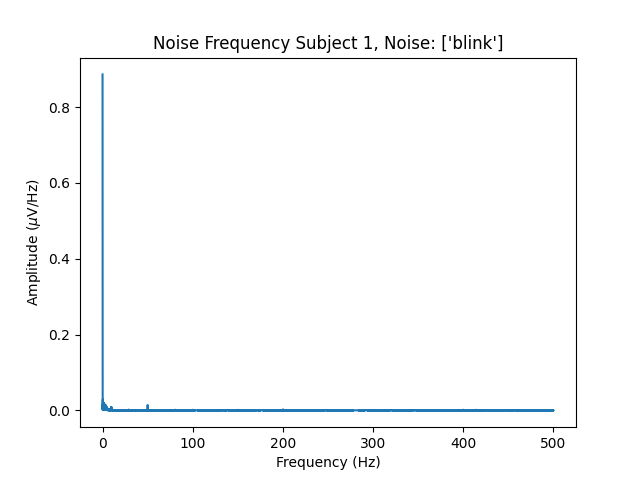 Noise Frequency Subject 1, Noise: ['blink']
0.8
0.6
0.4
0.2
0.0
Amplitude (μV/Hz)
0 100 200 300 400 500
Frequency (Hz)